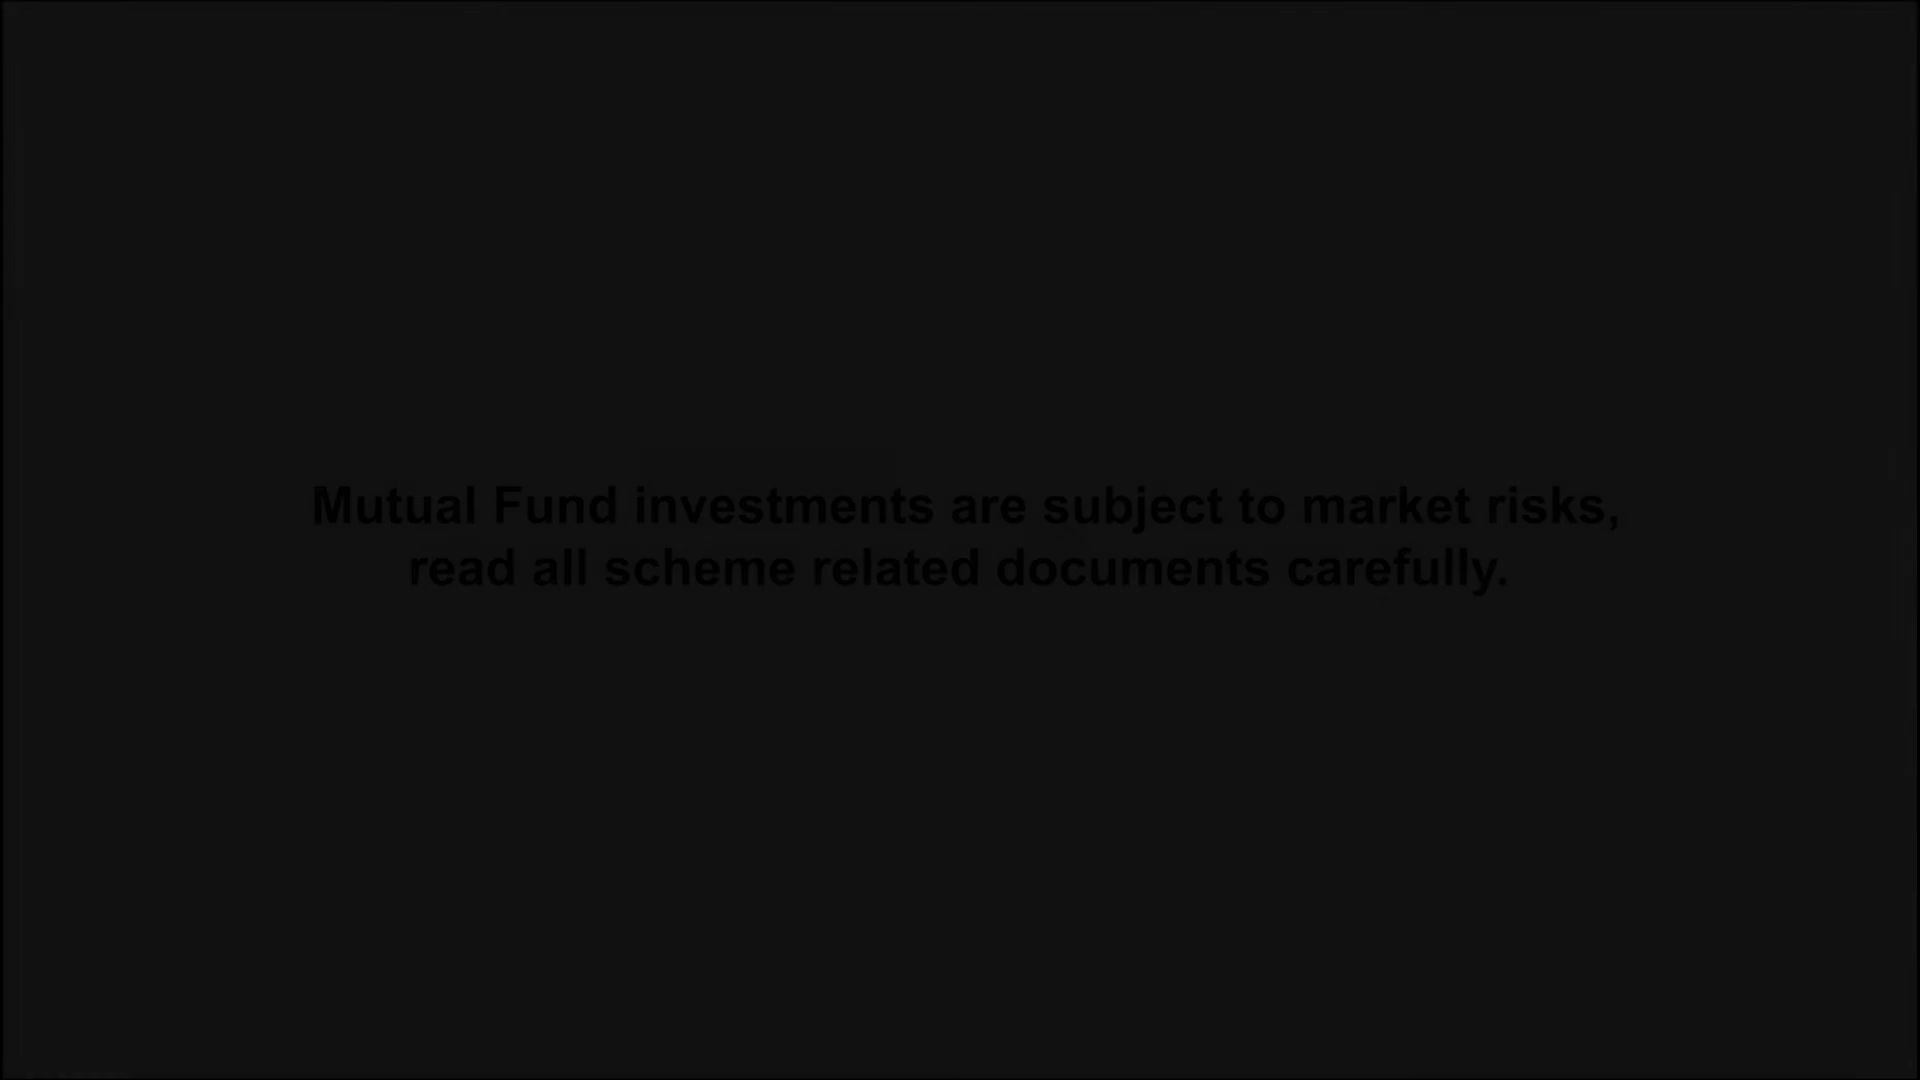 Mutual Fund investments are subject to market risks,
read all scheme related documents carefully.